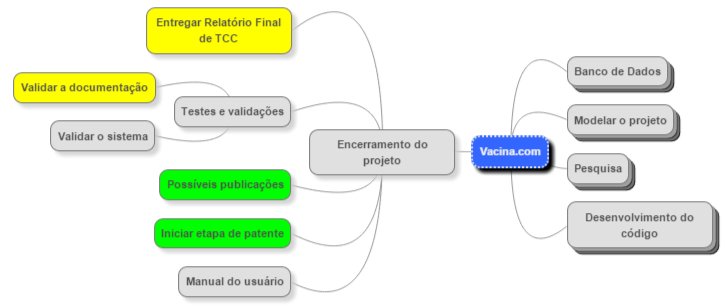 Entregar Relatório Final
de TCC
Validar a documentação
Testes e validações
Validar o sistema
Possíveis publicações
Iniciar etapa de patente
Manual do usuário
Encerramento do
projeto
Vacina.com
Banco de Dados
Modelar o projeto
Pesquisa
Desenvolvimento do
código